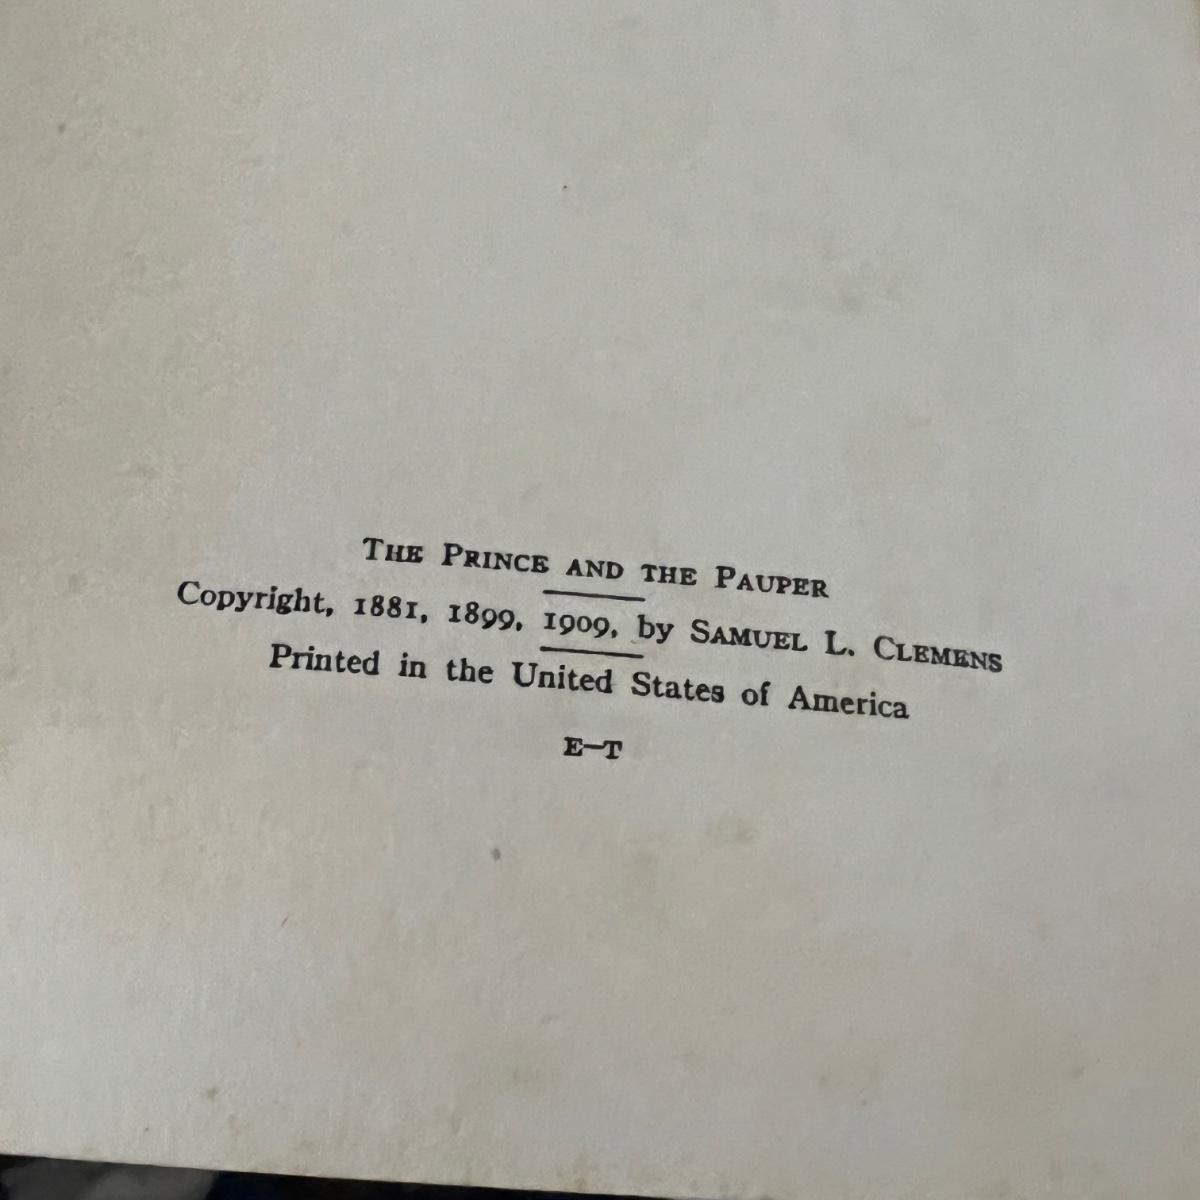 The Prince and the Pauper
Copyright, 1881, 1899, 1909, by Samuel L. Clemens
Printed in the United States of America
E–T